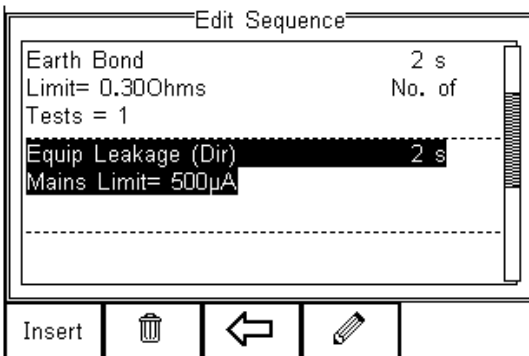 Edit Sequence
Earth Bond 2 s
Limit= 0.30Ohms No. of
Tests = 1
Equip Leakage (Dir) 2 s
Mains Limit= 500µA
Insert